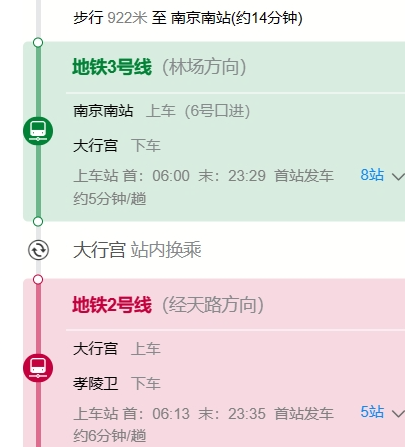 步行 922米 至 南京南站(约14分钟)
地铁3号线 (林场方向)
南京南站 上车 (6号口进)
大行宫 下车
上车站 首：06:00 末：23:29 首站发车 8站
约5分钟/趟
大行宫 站内换乘
地铁2号线 (经天路方向)
大行宫 上车
孝陵卫 下车
上车站 首：06:13 末：23:35 首站发车 5站
约6分钟/趟